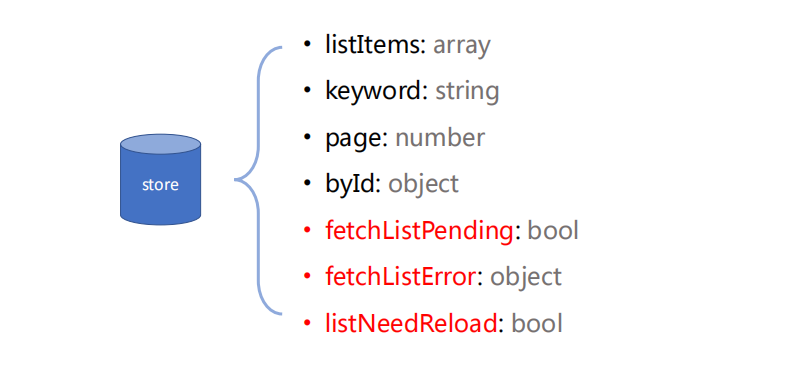 store
• listItems: array
• keyword: string
• page: number
• byId: object
• fetchListPending: bool
• fetchListError: object
• listNeedReload: bool